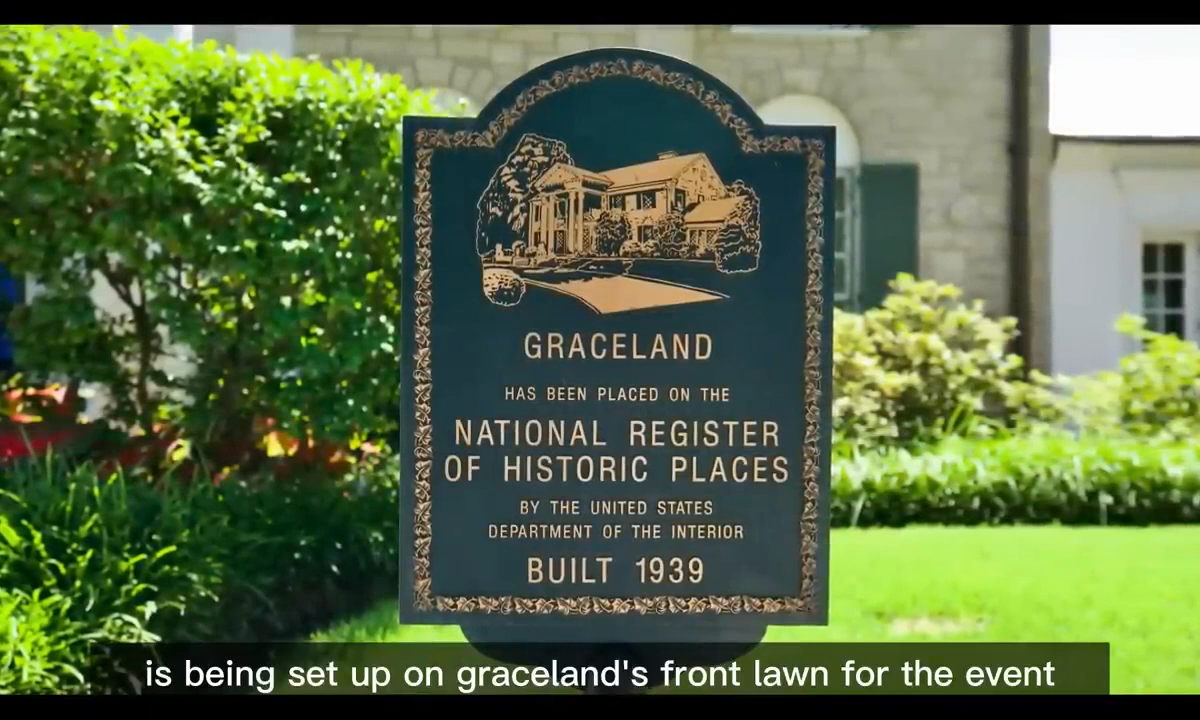 GRACELAND
HAS BEEN PLACED ON THE
NATIONAL REGISTER
OF HISTORIC PLACES
BY THE UNITED STATES
DEPARTMENT OF THE INTERIOR
BUILT 1939
is being set up on graceland's front lawn for the event